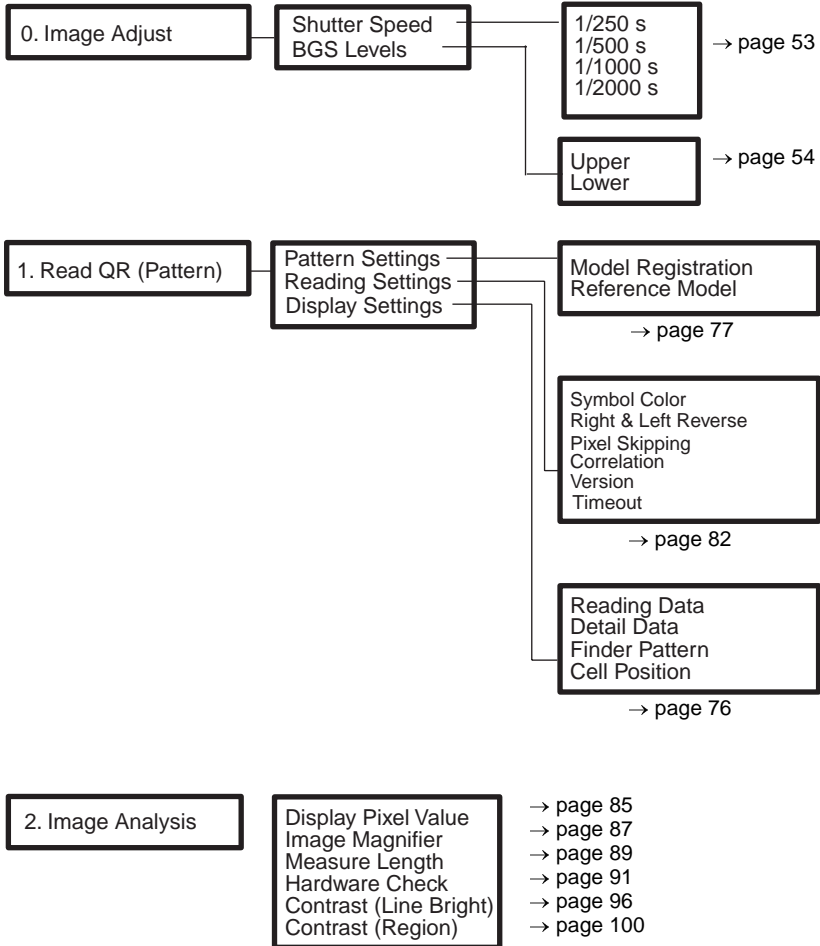 0. Image Adjust
Shutter Speed
BGS Levels
1/250 s
1/500 s
1/1000 s
1/2000 s
→ page 53
Upper
Lower
→ page 54
1. Read QR (Pattern)
Pattern Settings
Reading Settings
Display Settings
Model Registration
Reference Model
→ page 77
Symbol Color
Right & Left Reverse
Pixel Skipping
Correlation
Version
Timeout
→ page 82
Reading Data
Detail Data
Finder Pattern
Cell Position
→ page 76
2. Image Analysis
Display Pixel Value → page 85
Image Magnifier → page 87
Measure Length → page 89
Hardware Check → page 91
Contrast (Line Bright) → page 96
Contrast (Region) → page 100